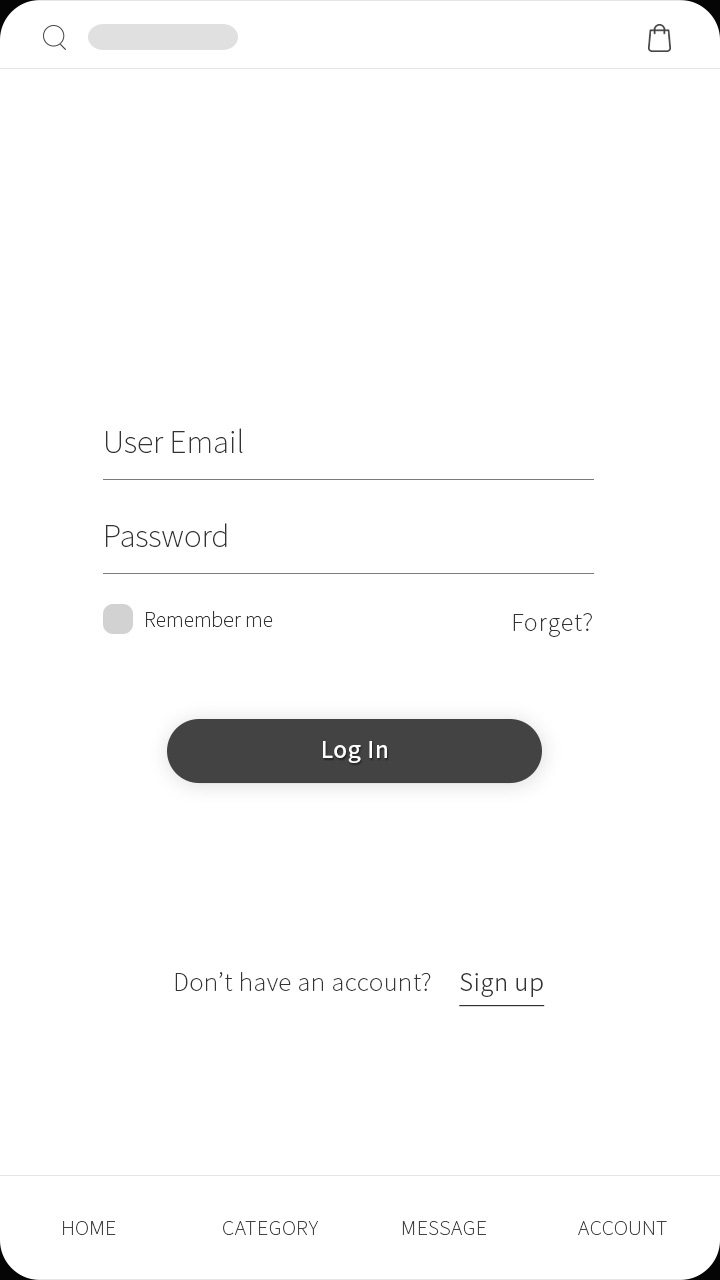 User Email
Password
Remember me
Forget?
Log In
Don’t have an account? Sign up
HOME CATEGORY MESSAGE ACCOUNT